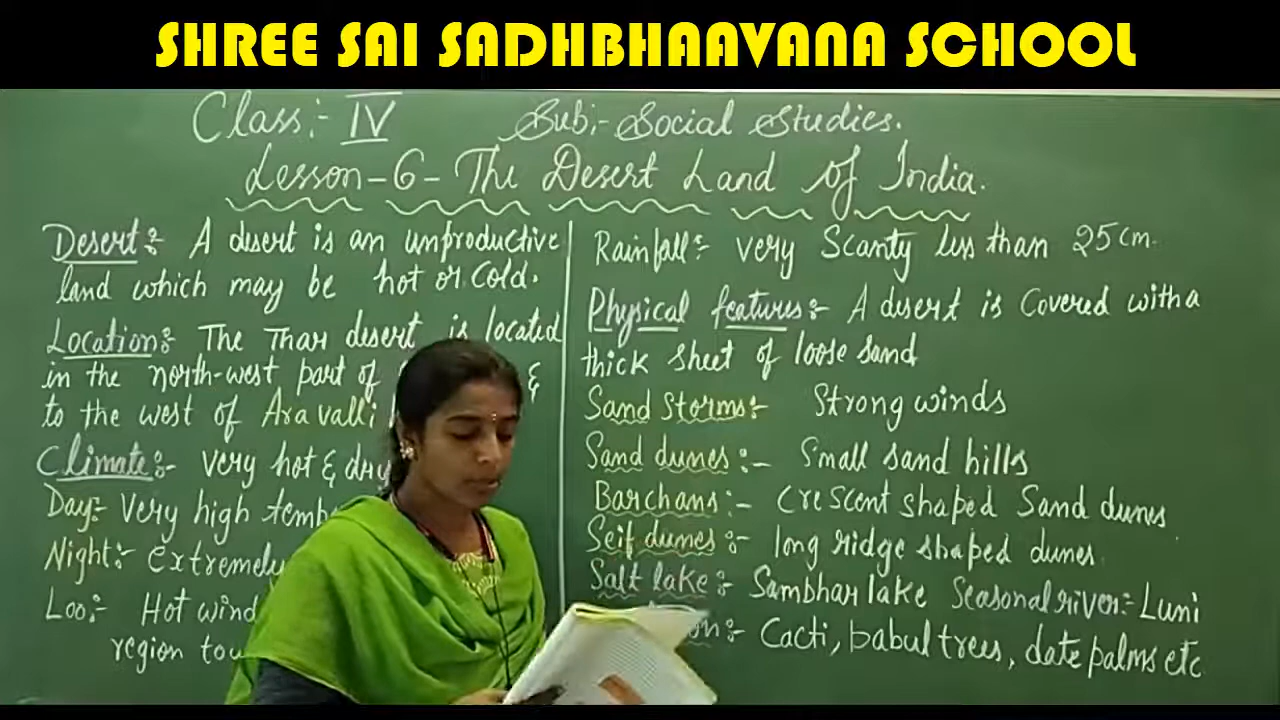 SHREE SAI SADHBHAAVANA SCHOOL
Class:- IV Sub:- Social Studies.
Lesson-6- The Desert Land of India.
Desert:- A desert is an unproductive
land which may be hot or cold.
Location:- The Thar desert is located
in the north-west part of &
to the west of Aravalli
Climate:- Very hot & dry
Day:- Very high
Night:- Extremely
Loo:- Hot wind
region
Rainfall:- very Scanty less than 25cm.
Physical features:- A desert is Covered with a
thick sheet of loose sand
Sand Storms:- Strong winds
Sand dunes:- Small sand hills
Barchans:- Crescent shaped Sand dunes
Seif dunes:- long ridge shaped dunes.
Salt lake:- Sambhar lake Seasonal river:- Luni
Cacti, babul trees, date palms etc